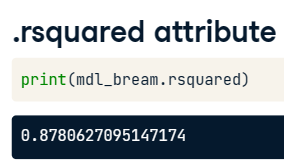 .rsquared attribute
print(mdl_bream.rsquared)
0.8780627095147174